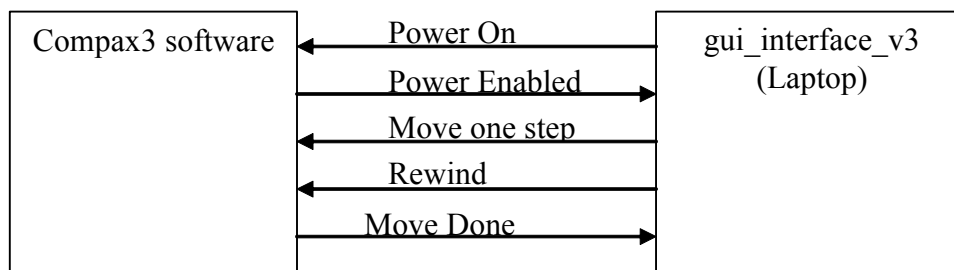 Compax3 software
Power On
Power Enabled
Move one step
Rewind
Move Done
gui_interface_v3
(Laptop)